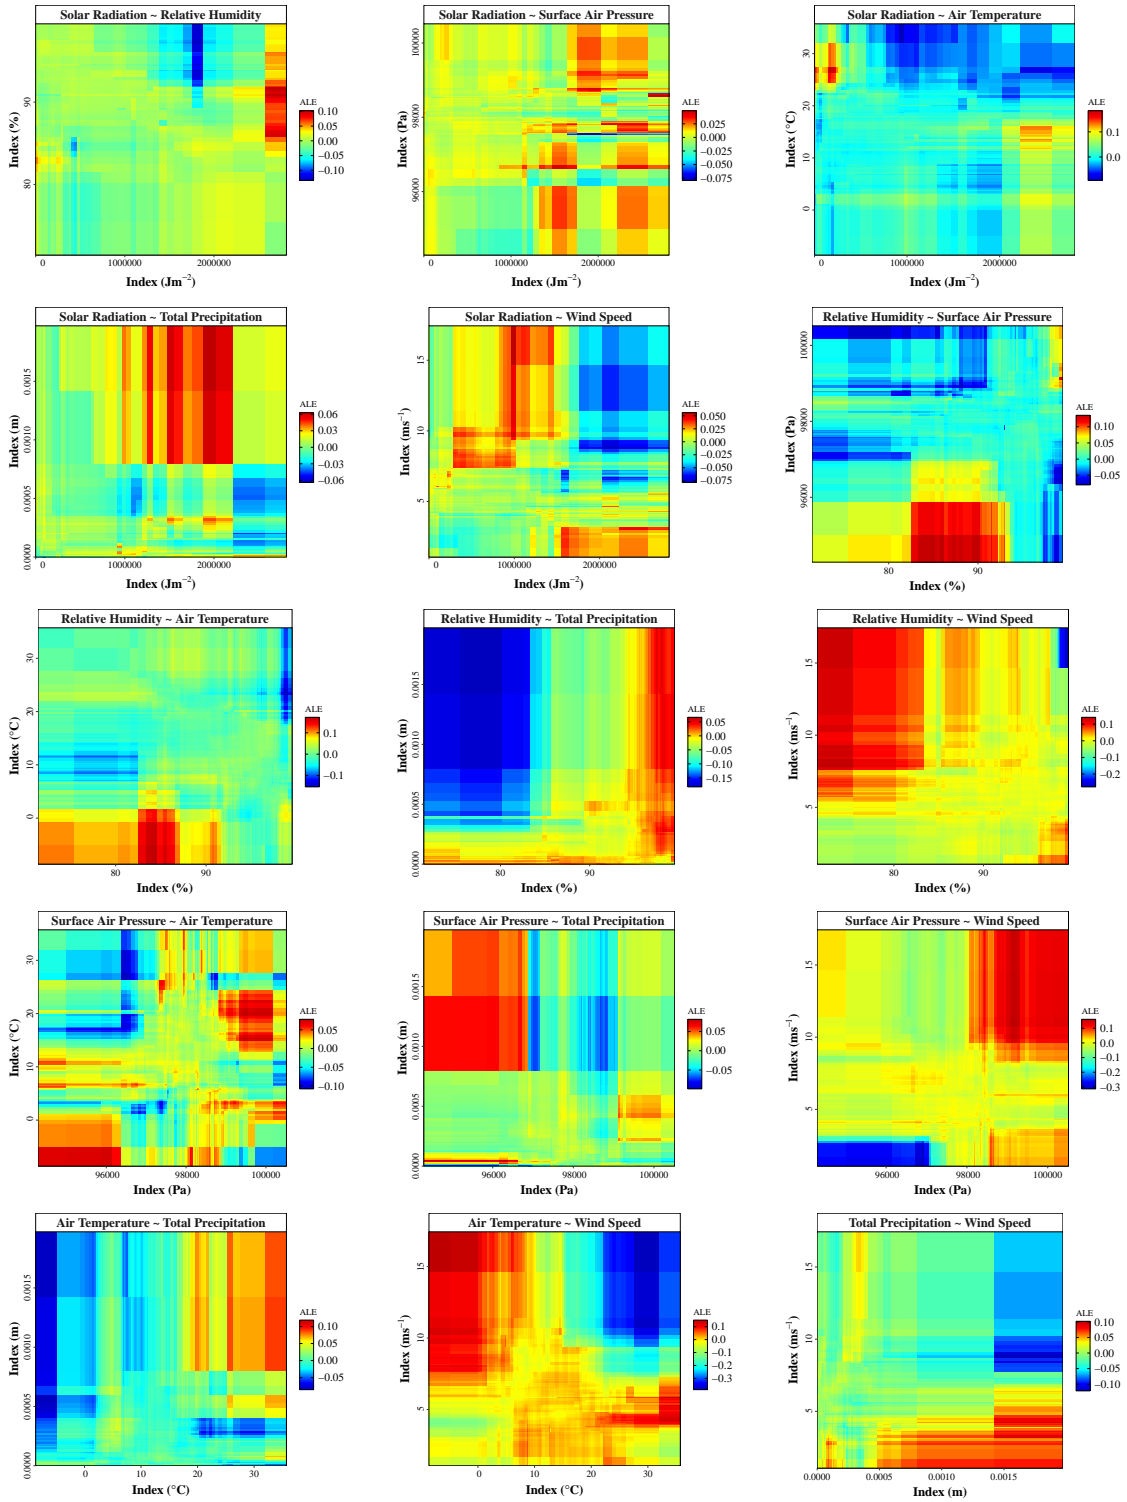 Solar Radiation ~ Relative Humidity
Index (%)
80
90
0
1000000
2000000
Index (Jm−2)
ALE
0.10
0.05
0.00
−0.05
−0.10
Solar Radiation ~ Surface Air Pressure
Index (Pa)
96000
98000
100000
0
1000000
2000000
Index (Jm−2)
ALE
0.025
0.000
−0.025
−0.050
−0.075
Solar Radiation ~ Air Temperature
Index (°C)
0
10
20
30
0
1000000
2000000
Index (Jm−2)
ALE
0.1
0.0
Solar Radiation ~ Total Precipitation
Index (m)
0.0000
0.0005
0.0010
0.0015
0
1000000
2000000
Index (Jm−2)
ALE
0.06
0.03
0.00
−0.03
−0.06
Solar Radiation ~ Wind Speed
Index (ms−1)
5
10
15
0
1000000
2000000
Index (Jm−2)
ALE
0.050
0.025
0.000
−0.025
−0.050
−0.075
Relative Humidity ~ Surface Air Pressure
Index (Pa)
96000
98000
100000
80
90
Index (%)
ALE
0.10
0.05
0.00
−0.05
Relative Humidity ~ Air Temperature
Index (°C)
0
10
20
30
80
90
Index (%)
ALE
0.1
0.0
−0.1
Relative Humidity ~ Total Precipitation
Index (m)
0.0000
0.0005
0.0010
0.0015
80
90
Index (%)
ALE
0.05
0.00
−0.05
−0.10
−0.15
Relative Humidity ~ Wind Speed
Index (ms−1)
5
10
15
80
90
Index (%)
ALE
0.1
0.0
−0.1
−0.2
Surface Air Pressure ~ Air Temperature
Index (°C)
0
10
20
30
96000
98000
100000
Index (Pa)
ALE
0.05
0.00
−0.05
−0.10
Surface Air Pressure ~ Total Precipitation
Index (m)
0.0000
0.0005
0.0010
0.0015
96000
98000
100000
Index (Pa)
ALE
0.05
0.00
−0.05
Surface Air Pressure ~ Wind Speed
Index (ms−1)
5
10
15
96000
98000
100000
Index (Pa)
ALE
0.1
0.0
−0.1
−0.2
−0.3
Air Temperature ~ Total Precipitation
Index (m)
0.0000
0.0005
0.0010
0.0015
0
10
20
30
Index (°C)
ALE
0.10
0.05
0.00
−0.05
Air Temperature ~ Wind Speed
Index (ms−1)
5
10
15
0
10
20
30
Index (°C)
ALE
0.1
0.0
−0.1
−0.2
−0.3
Total Precipitation ~ Wind Speed
Index (ms−1)
5
10
15
0.0000
0.0005
0.0010
0.0015
Index (m)
ALE
0.10
0.05
0.00
−0.05
−0.10